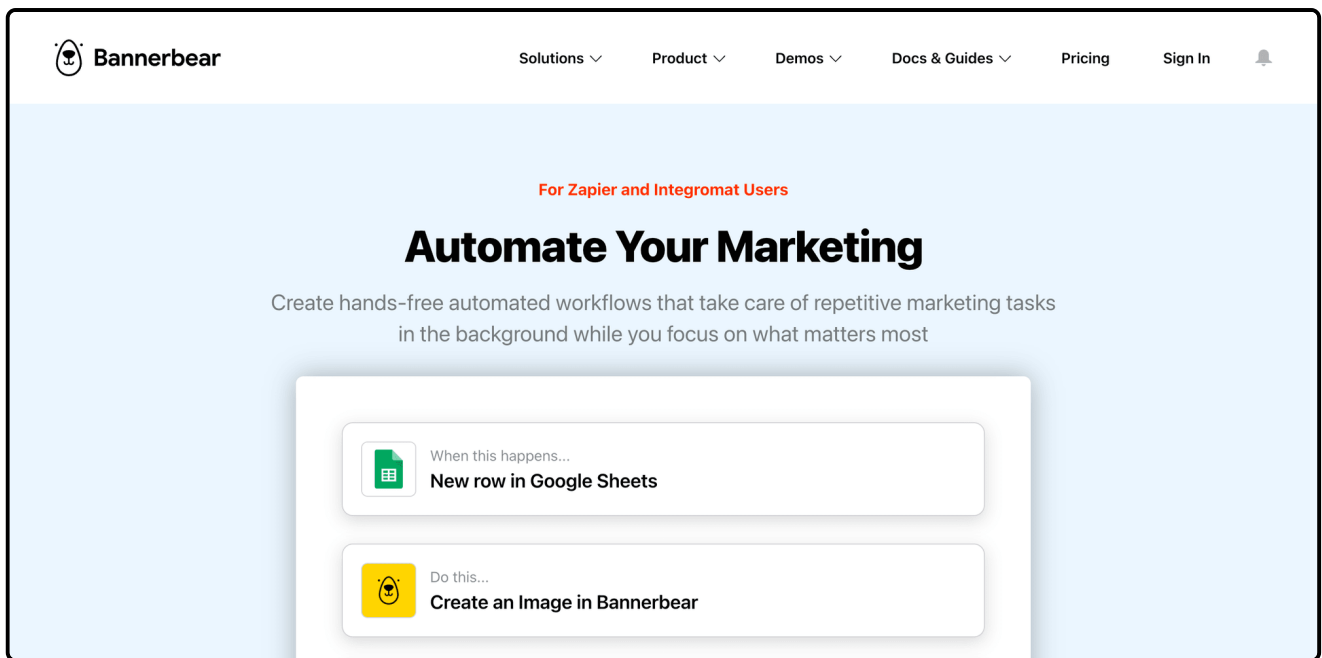 Bannerbear
Solutions
Product
Demos
Docs & Guides
Pricing
Sign In
For Zapier and Integromat Users
Automate Your Marketing
Create hands-free automated workflows that take care of repetitive marketing tasks
in the background while you focus on what matters most
When this happens...
New row in Google Sheets
Do this...
Create an Image in Bannerbear